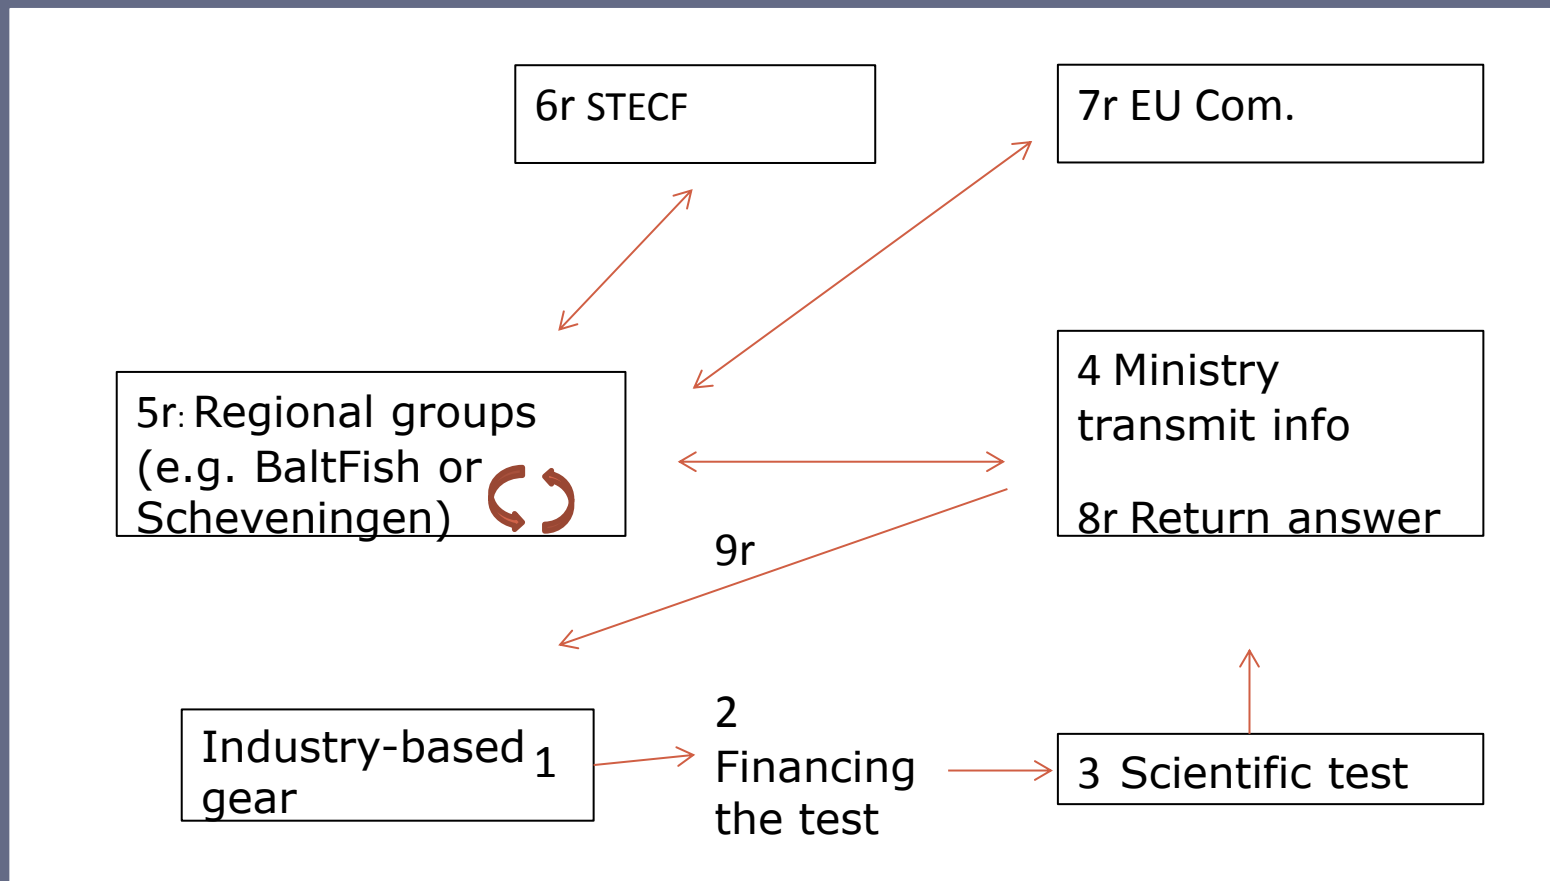 6r STECF
7r EU Com.
5r: Regional groups
(e.g. BaltFish or
Scheveningen)
4 Ministry
transmit info
8r Return answer
9r
Industry-based 1
gear
2
Financing
the test
3 Scientific test